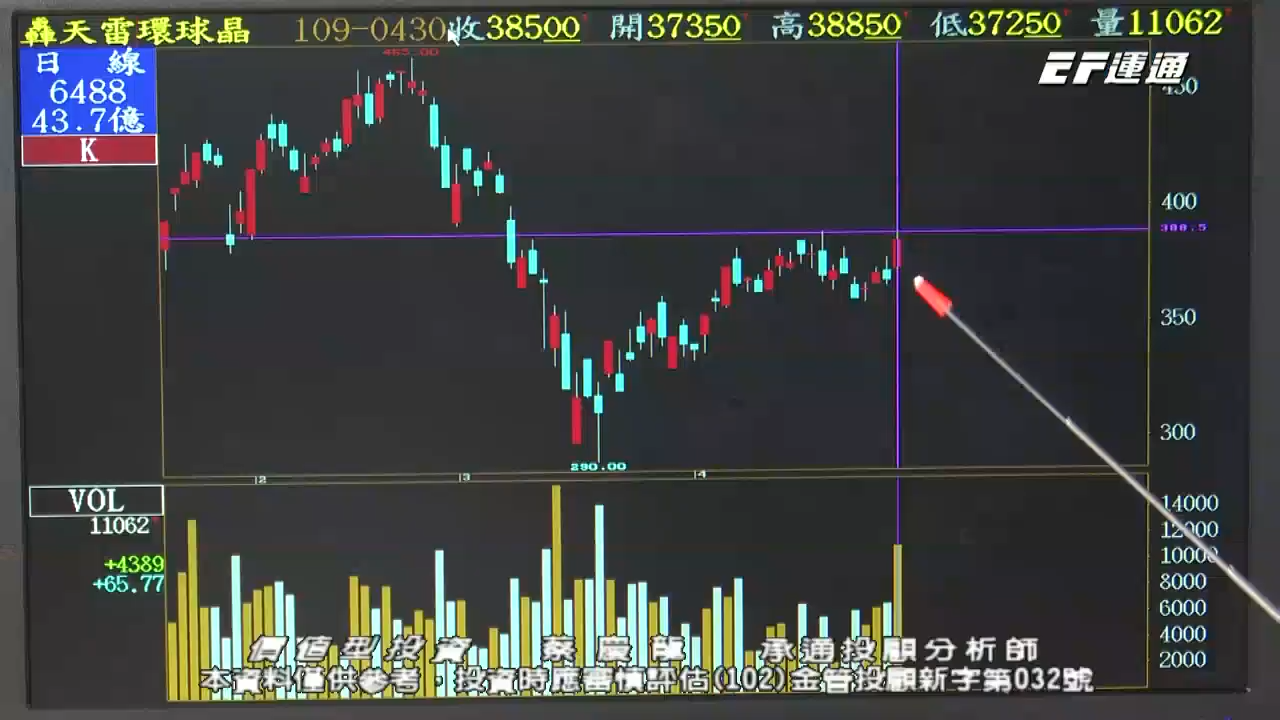 轟天雷環球晶 109-0430 收38500 開37350 高38850 低37250 量11062
EF運通
日 線
6488
43.7億
K
465.00
450
400
388.5
350
300
290.00
2 3 4
VOL
11062
+4389
+65.77
14000
12000
10000
8000
6000
4000
2000
價值型投資 蔡慶龍 承通投顧分析師
本資料僅供參考，投資時應審慎評估(102)金管投顧新字第032號